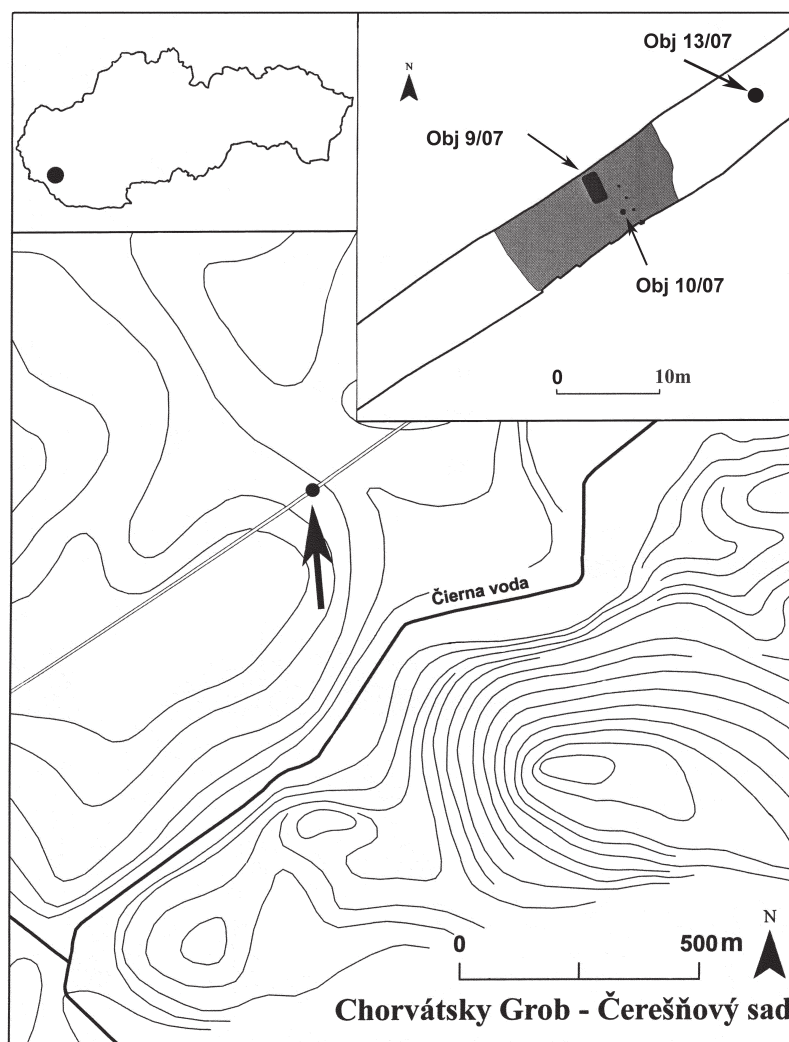 Obj 13/07
N
Obj 9/07
Obj 10/07
0 10m
Čierna voda
N
0 500m
Chorvátsky Grob - Čerešňový sad